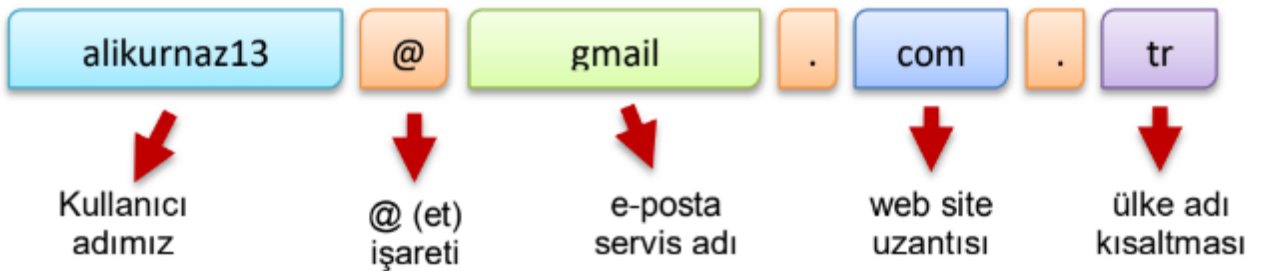 alikurnaz13 @ gmail . com . tr
Kullanıcı adımız
@ (et) işareti
e-posta servis adı
web site uzantısı
ülke adı kısaltması